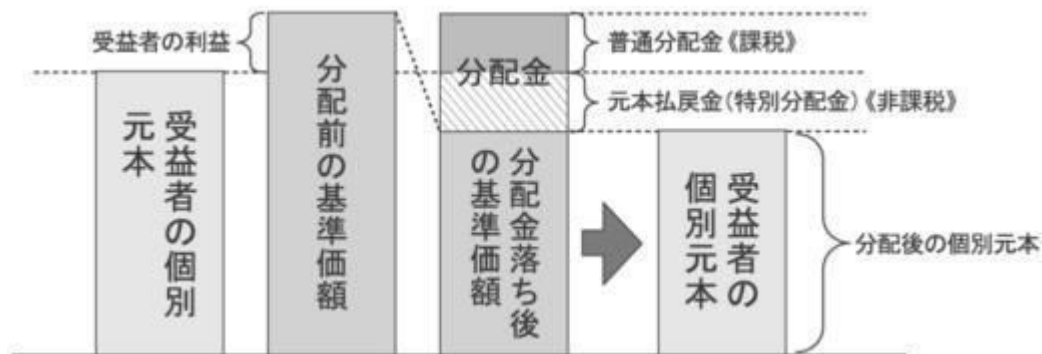 受益者の利益
受益者の個別
元本
分配前の基準価額
分配金
分配金落ち後
の基準価額
普通分配金《課税》
元本払戻金(特別分配金)《非課税》
受益者の
個別元本
分配後の個別元本